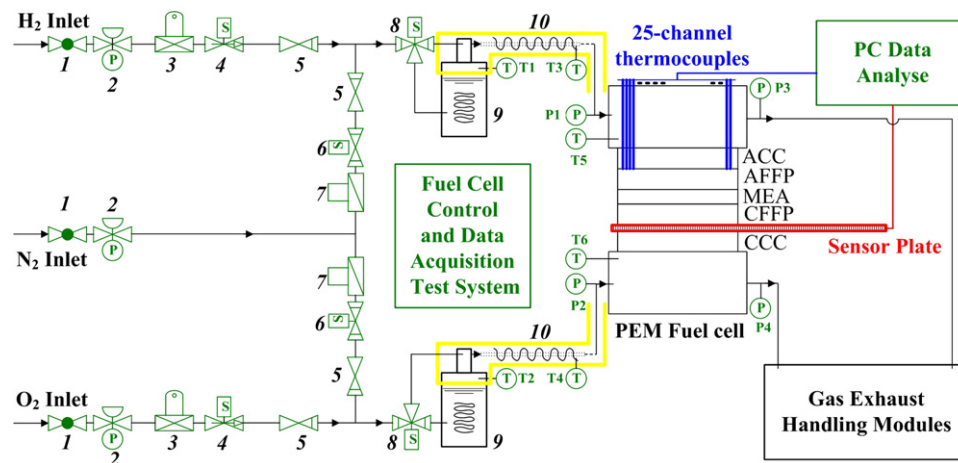 H2 Inlet
8
10
S
S
1
P
2
3
4
5
T
T1
T3
T
9
25-channel
thermocouples
PC Data
Analyse
P
P3
P1
P
T
T5
5
6
S
7
ACC
AFFP
MEA
CFFP
CCC
Sensor Plate
Fuel Cell
Control
and Data
Acquisition
Test System
1
2
P
N2 Inlet
7
6
S
5
T6
T
P
P2
P
P4
PEM Fuel cell
10
T
T2
T4
T
9
O2 Inlet
S
1
P
2
3
4
5
8
S
Gas Exhaust
Handling Modules